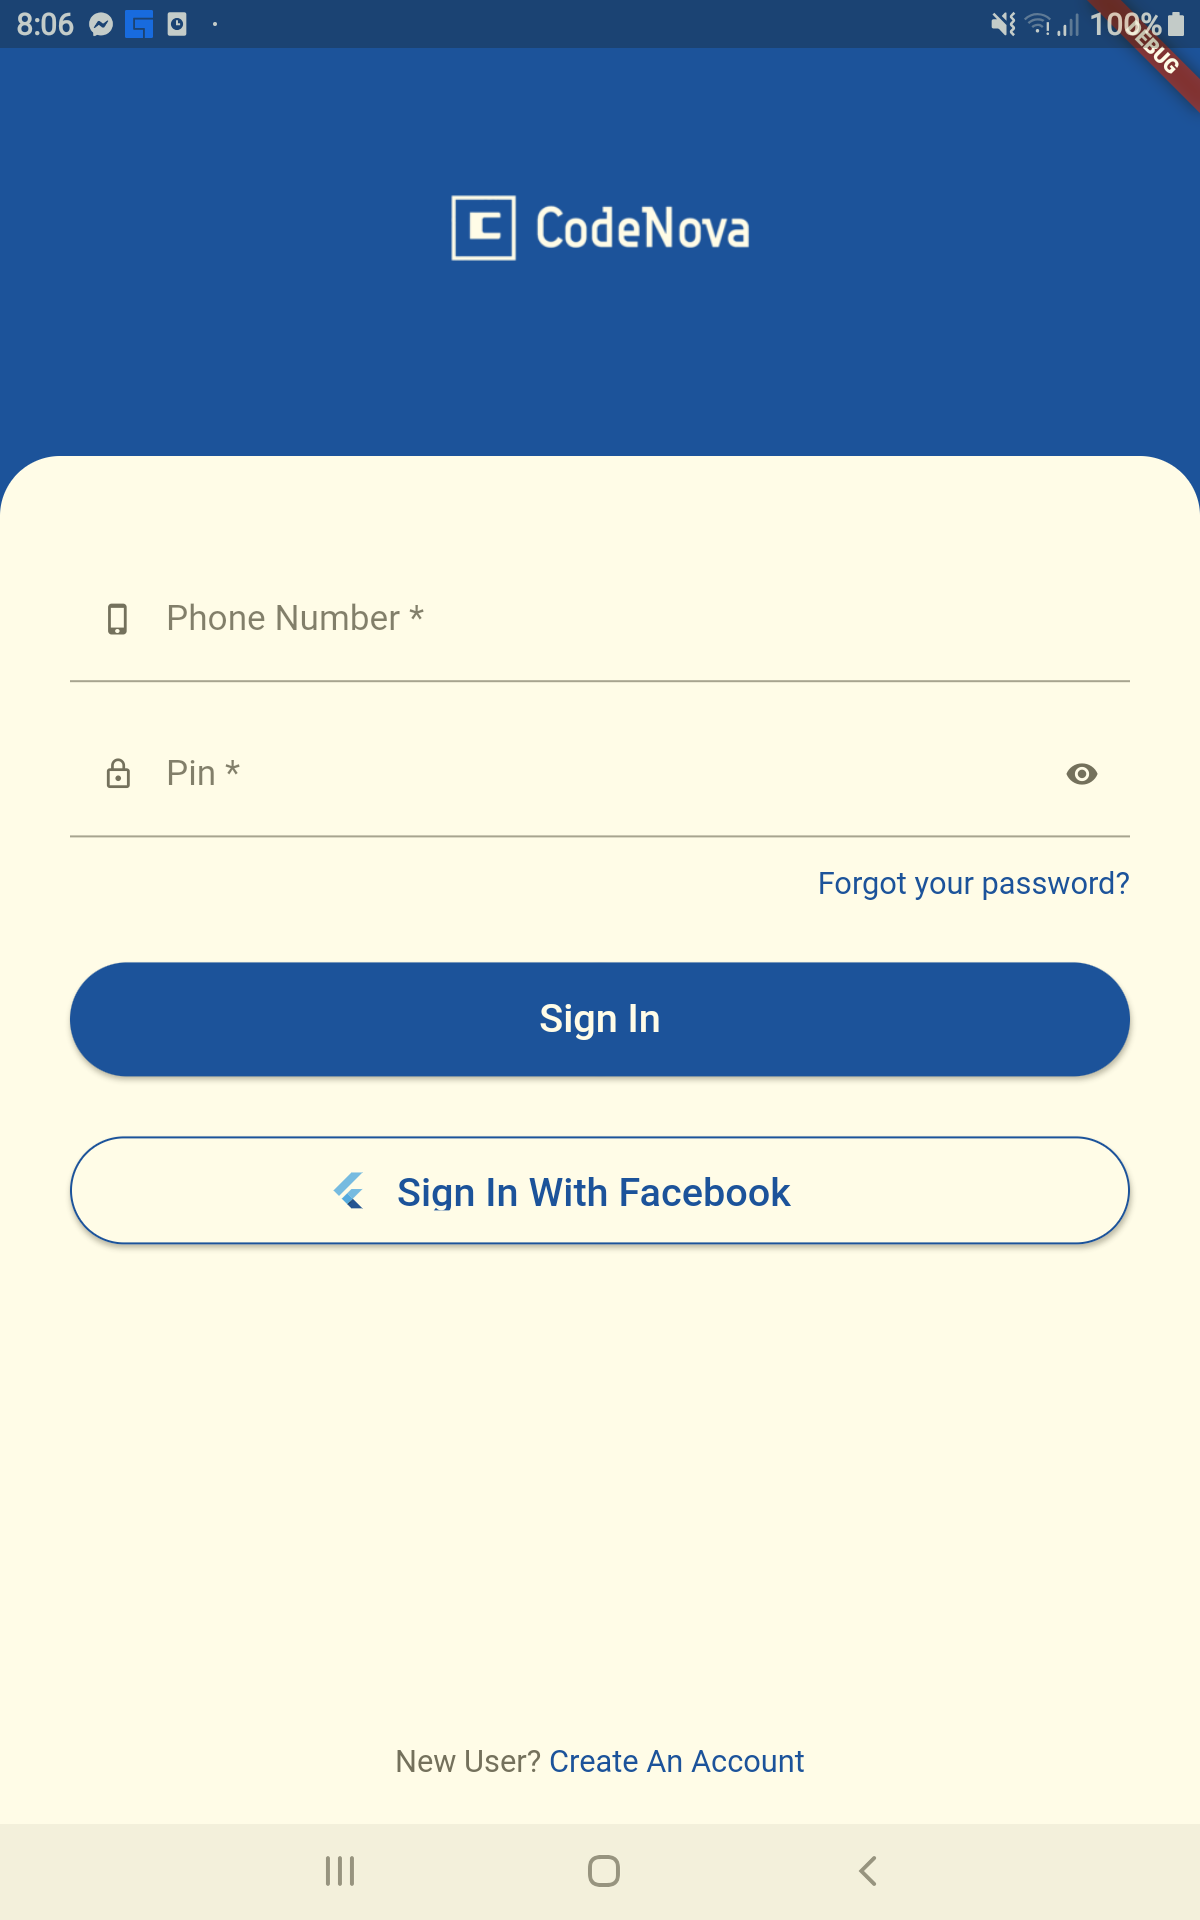 8:06 100%
DEBUG
CodeNova
Phone Number *
Pin *
Forgot your password?
Sign In
Sign In With Facebook
New User? Create An Account